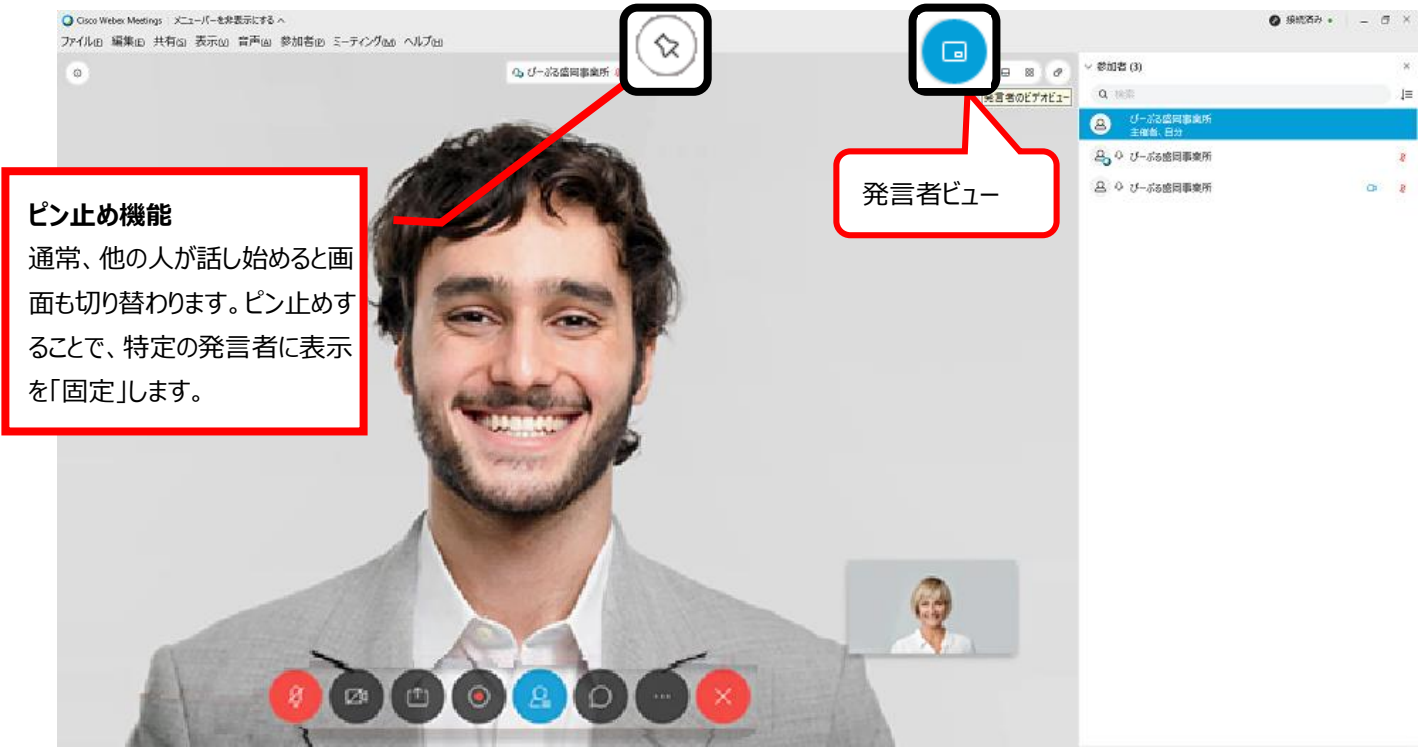 Cisco Webex Meetings メニューバーを非表示にする ヘ
接続済み
ファイル(F) 編集(E) 共有(S) 表示(V) 音声(A) 参加者(P) ミーティング(M) ヘルプ(H)
びーぷる盛岡事業所
発言者のビデオビュー
参加者 (3)
検索
びーぷる盛岡事業所
主催者、自分
びーぷる盛岡事業所
びーぷる盛岡事業所
発言者ビュー
ピン止め機能
通常、他の人が話し始めると画
面も切り替わります。ピン止めす
ることで、特定の発言者に表示
を「固定」します。